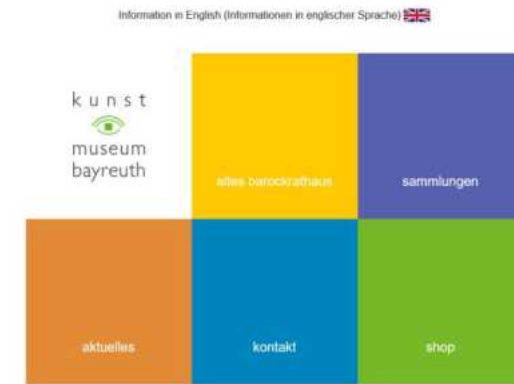 Information in English (Informationen in englischer Sprache)
kunst
museum
bayreuth
altes barockrathaus
sammlungen
aktuelles
kontakt
shop